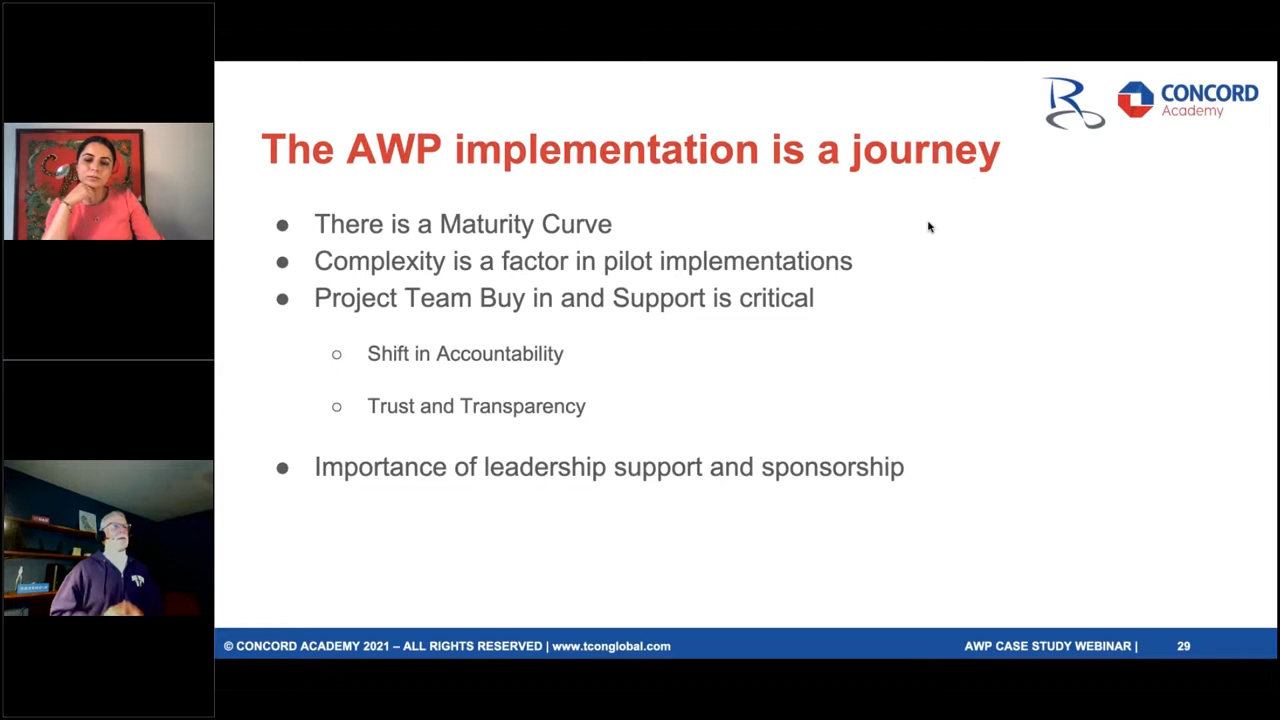 CONCORD
Academy
The AWP implementation is a journey
● There is a Maturity Curve
● Complexity is a factor in pilot implementations
● Project Team Buy in and Support is critical
○ Shift in Accountability
○ Trust and Transparency
● Importance of leadership support and sponsorship
© CONCORD ACADEMY 2021 – ALL RIGHTS RESERVED | www.tconglobal.com
AWP CASE STUDY WEBINAR | 29